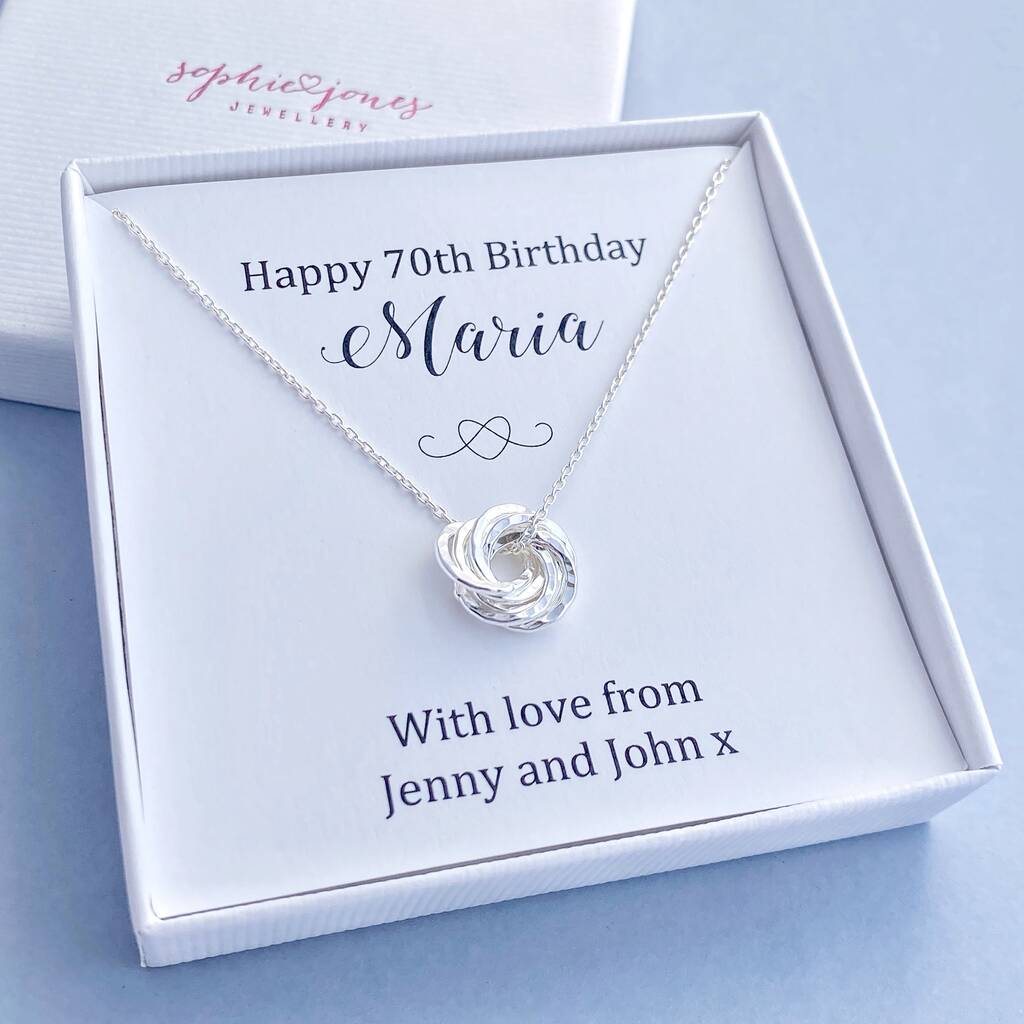 sophie jones
JEWELLERY
Happy 70th Birthday
Maria
With love from
Jenny and John x